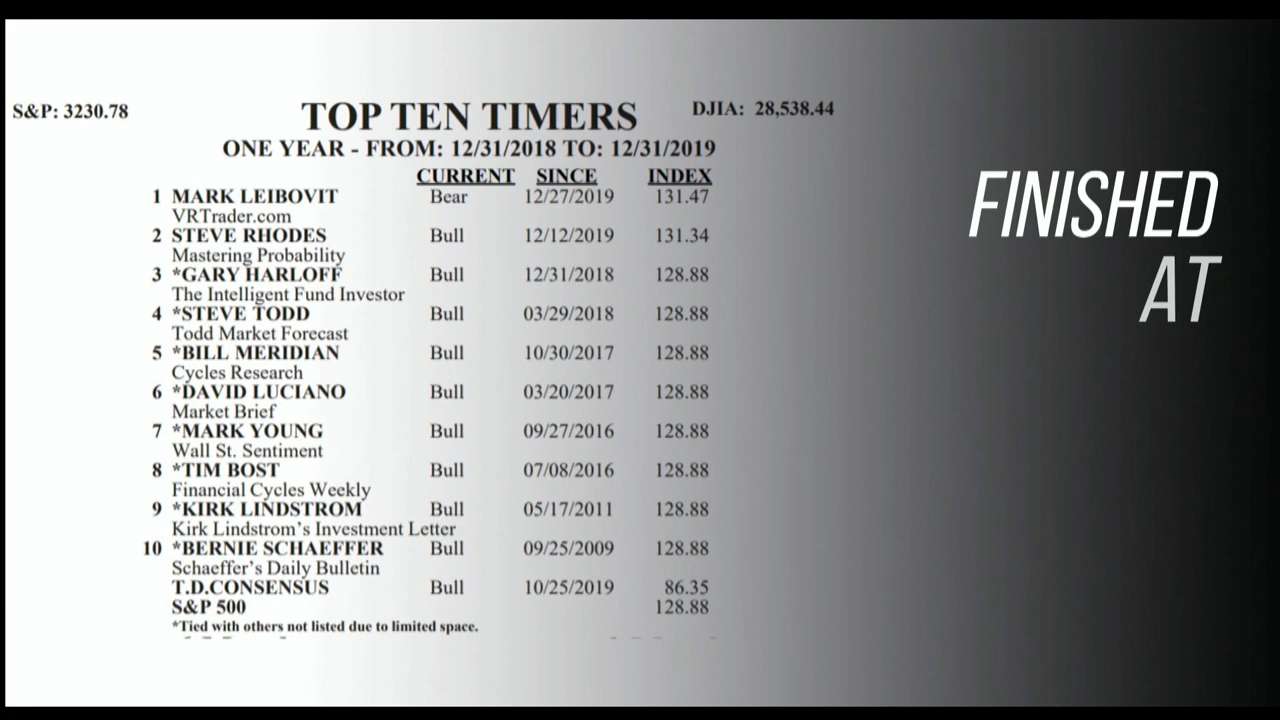 S&P: 3230.78 TOP TEN TIMERS DJIA: 28,538.44
ONE YEAR - FROM: 12/31/2018 TO: 12/31/2019
CURRENT SINCE INDEX
1 MARK LEIBOVIT Bear 12/27/2019 131.47
VRTrader.com
2 STEVE RHODES Bull 12/12/2019 131.34
Mastering Probability
3 *GARY HARLOFF Bull 12/31/2018 128.88
The Intelligent Fund Investor
4 *STEVE TODD Bull 03/29/2018 128.88
Todd Market Forecast
5 *BILL MERIDIAN Bull 10/30/2017 128.88
Cycles Research
6 *DAVID LUCIANO Bull 03/20/2017 128.88
Market Brief
7 *MARK YOUNG Bull 09/27/2016 128.88
Wall St. Sentiment
8 *TIM BOST Bull 07/08/2016 128.88
Financial Cycles Weekly
9 *KIRK LINDSTROM Bull 05/17/2011 128.88
Kirk Lindstrom's Investment Letter
10 *BERNIE SCHAEFFER Bull 09/25/2009 128.88
Schaeffer's Daily Bulletin
T.D.CONSENSUS Bull 10/25/2019 86.35
S&P 500 128.88
*Tied with others not listed due to limited space.
FINISHED
AT